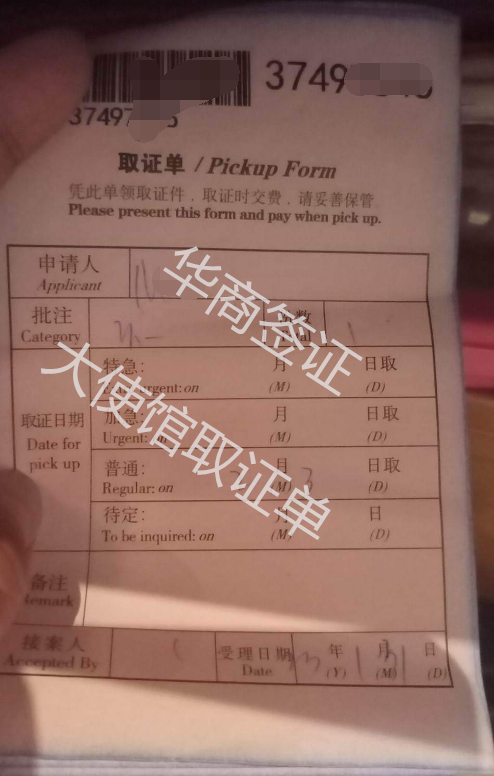 3749
3749
取证单 / Pickup Form
凭此单领取证件，取证时交费，请妥善保管
Please present this form and pay when pick up.
申请人
Applicant
批注
Category
特急:
月 日取
urgent: on (M) (D)
加急:
月 日取
Urgent: (M) (D)
取证日期
Date for
pick up
普通:
月 3 日取
Regular: on (M) (D)
待定:
月 日
To be inquired: on (M) (D)
备注
Remark
接案人
Accepted By
受理日期
Date
年 1 月 31 日
(Y) (M) (D)
华商签证
大使馆取证单